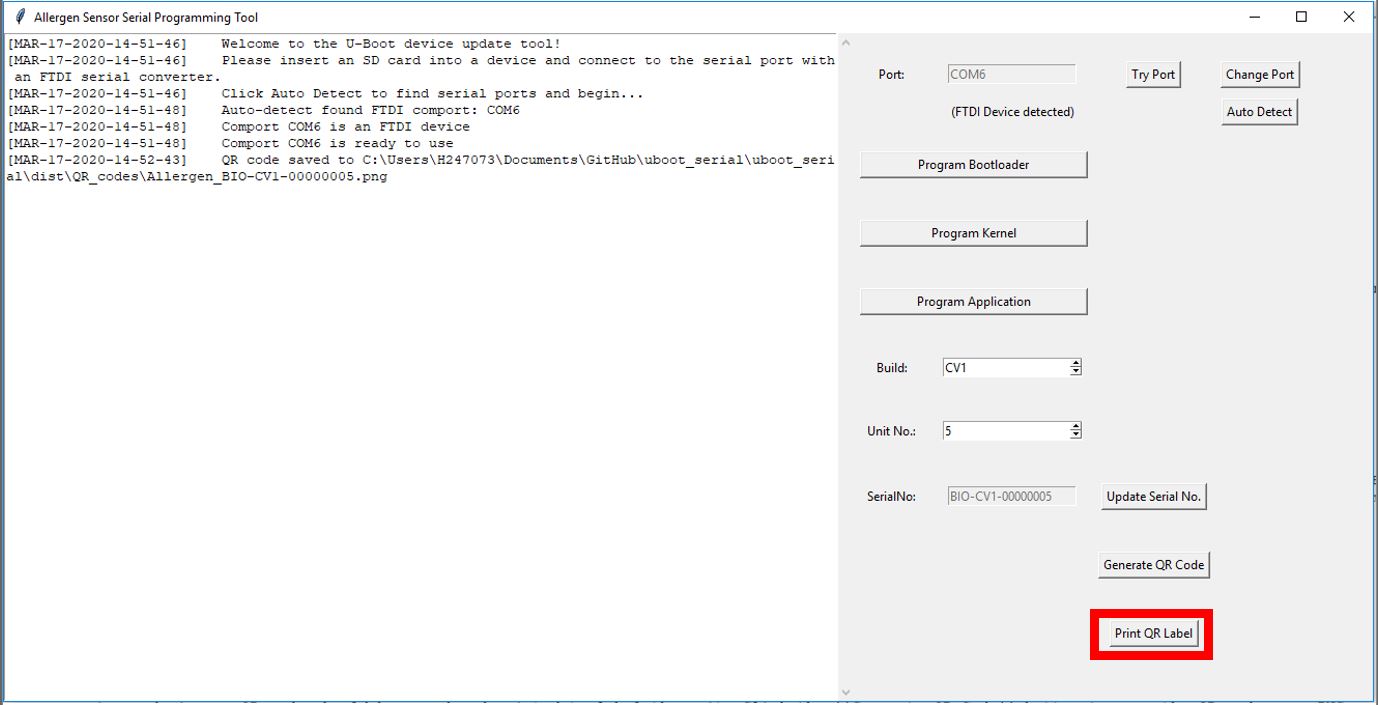 Allergen Sensor Serial Programming Tool
[MAR-17-2020-14-51-46]    Welcome to the U-Boot device update tool!
[MAR-17-2020-14-51-46]    Please insert an SD card into a device and connect to the serial port with
 an FTDI serial converter.
[MAR-17-2020-14-51-46]    Click Auto Detect to find serial ports and begin...
[MAR-17-2020-14-51-48]    Auto-detect found FTDI comport: COM6
[MAR-17-2020-14-51-48]    Comport COM6 is an FTDI device
[MAR-17-2020-14-51-48]    Comport COM6 is ready to use
[MAR-17-2020-14-52-43]    QR code saved to C:\Users\H247073\Documents\GitHub\uboot_serial\uboot_seri
al\dist\QR_codes\Allergen_BIO-CV1-00000005.png
Port: COM6 Try Port Change Port
(FTDI Device detected) Auto Detect
Program Bootloader
Program Kernel
Program Application
Build: CV1
Unit No.: 5
SerialNo: BIO-CV1-00000005 Update Serial No.
Generate QR Code
Print QR Label